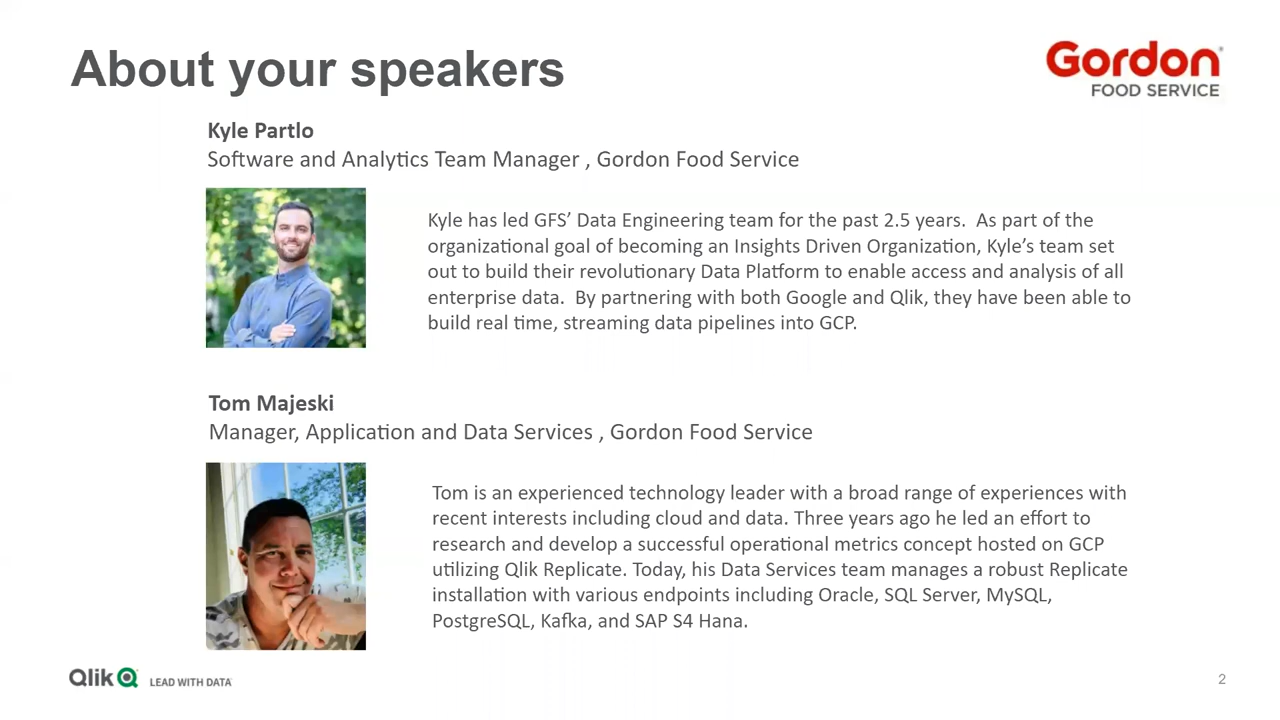 About your speakers
Gordon
FOOD SERVICE
Kyle Partlo
Software and Analytics Team Manager , Gordon Food Service
Kyle has led GFS’ Data Engineering team for the past 2.5 years.  As part of the
organizational goal of becoming an Insights Driven Organization, Kyle’s team set
out to build their revolutionary Data Platform to enable access and analysis of all
enterprise data.  By partnering with both Google and Qlik, they have been able to
build real time, streaming data pipelines into GCP.
Tom Majeski
Manager, Application and Data Services , Gordon Food Service
Tom is an experienced technology leader with a broad range of experiences with
recent interests including cloud and data. Three years ago he led an effort to
research and develop a successful operational metrics concept hosted on GCP
utilizing Qlik Replicate. Today, his Data Services team manages a robust Replicate
installation with various endpoints including Oracle, SQL Server, MySQL,
PostgreSQL, Kafka, and SAP S4 Hana.
Qlik LEAD WITH DATA
2